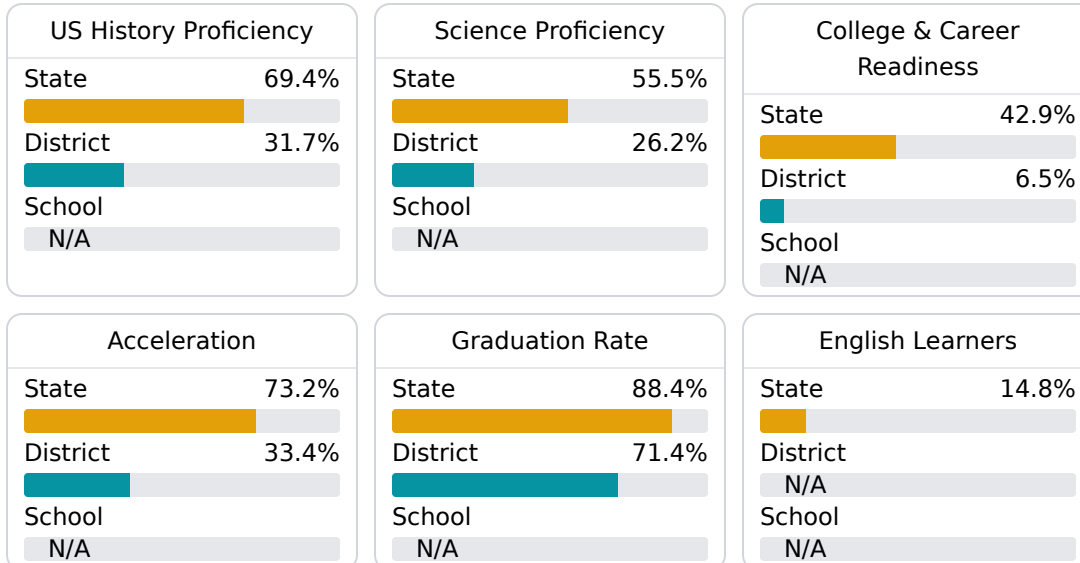 US History Proficiency
State 69.4%
District 31.7%
School
N/A
Science Proficiency
State 55.5%
District 26.2%
School
N/A
College & Career
Readiness
State 42.9%
District 6.5%
School
N/A
Acceleration
State 73.2%
District 33.4%
School
N/A
Graduation Rate
State 88.4%
District 71.4%
School
N/A
English Learners
State 14.8%
District
N/A
School
N/A